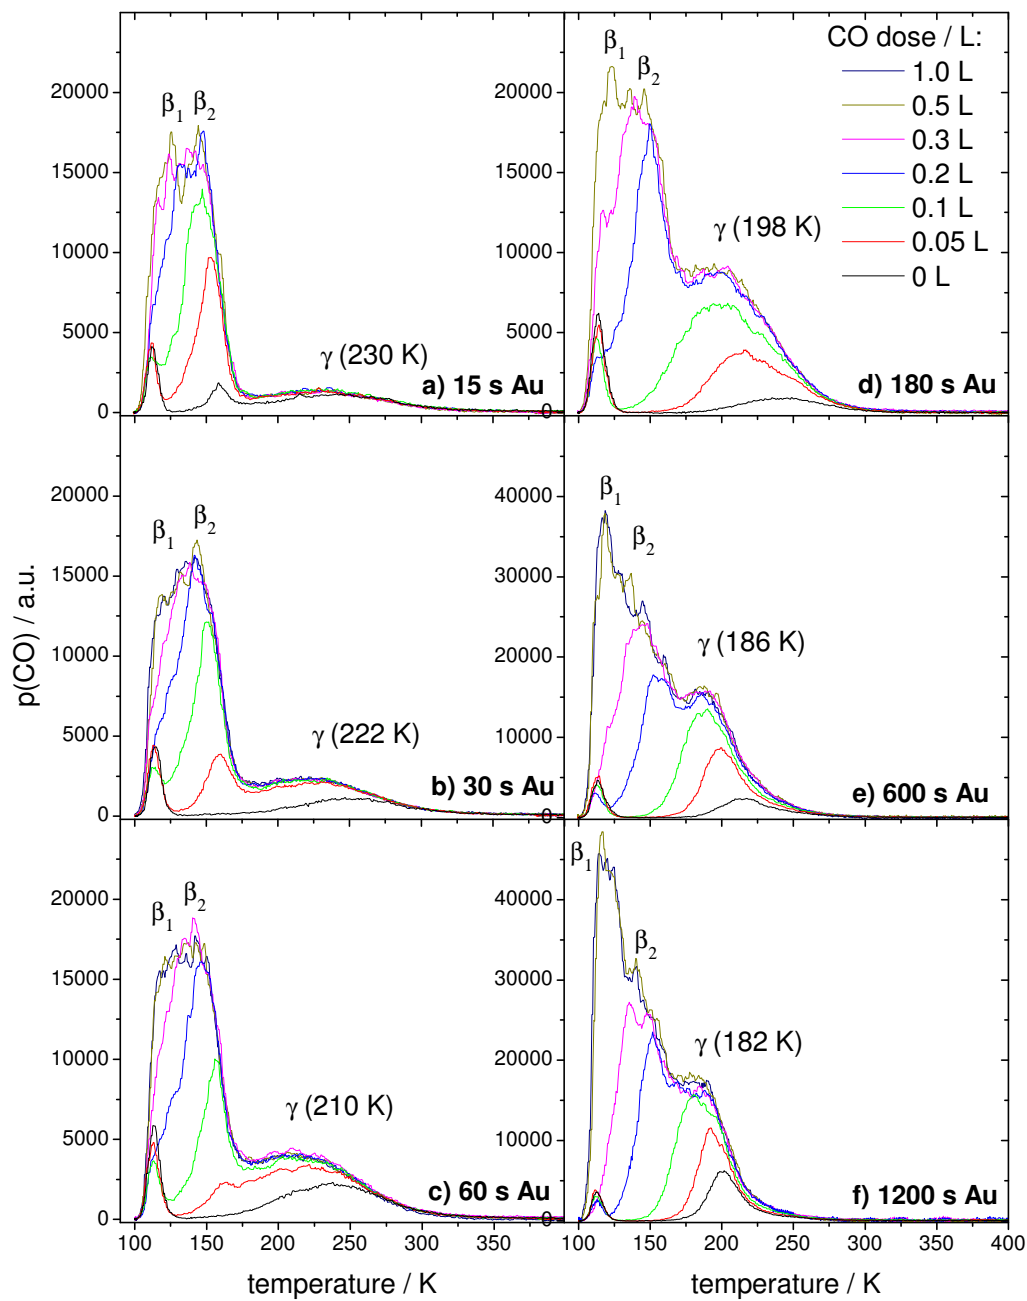 p(CO) / a.u.
20000
15000
10000
5000
0
β1
β2
γ (230 K)
a) 15 s Au
20000
15000
10000
5000
0
β1
β2
γ (222 K)
b) 30 s Au
20000
15000
10000
5000
0
β1
β2
γ (210 K)
c) 60 s Au
100 150 200 250 300 350
temperature / K
20000
15000
10000
5000
0
β1
β2
γ (198 K)
d) 180 s Au
CO dose / L:
1.0 L
0.5 L
0.3 L
0.2 L
0.1 L
0.05 L
0 L
40000
30000
20000
10000
0
β1
β2
γ (186 K)
e) 600 s Au
40000
30000
20000
10000
0
β1
β2
γ (182 K)
f) 1200 s Au
100 150 200 250 300 350 400
temperature / K